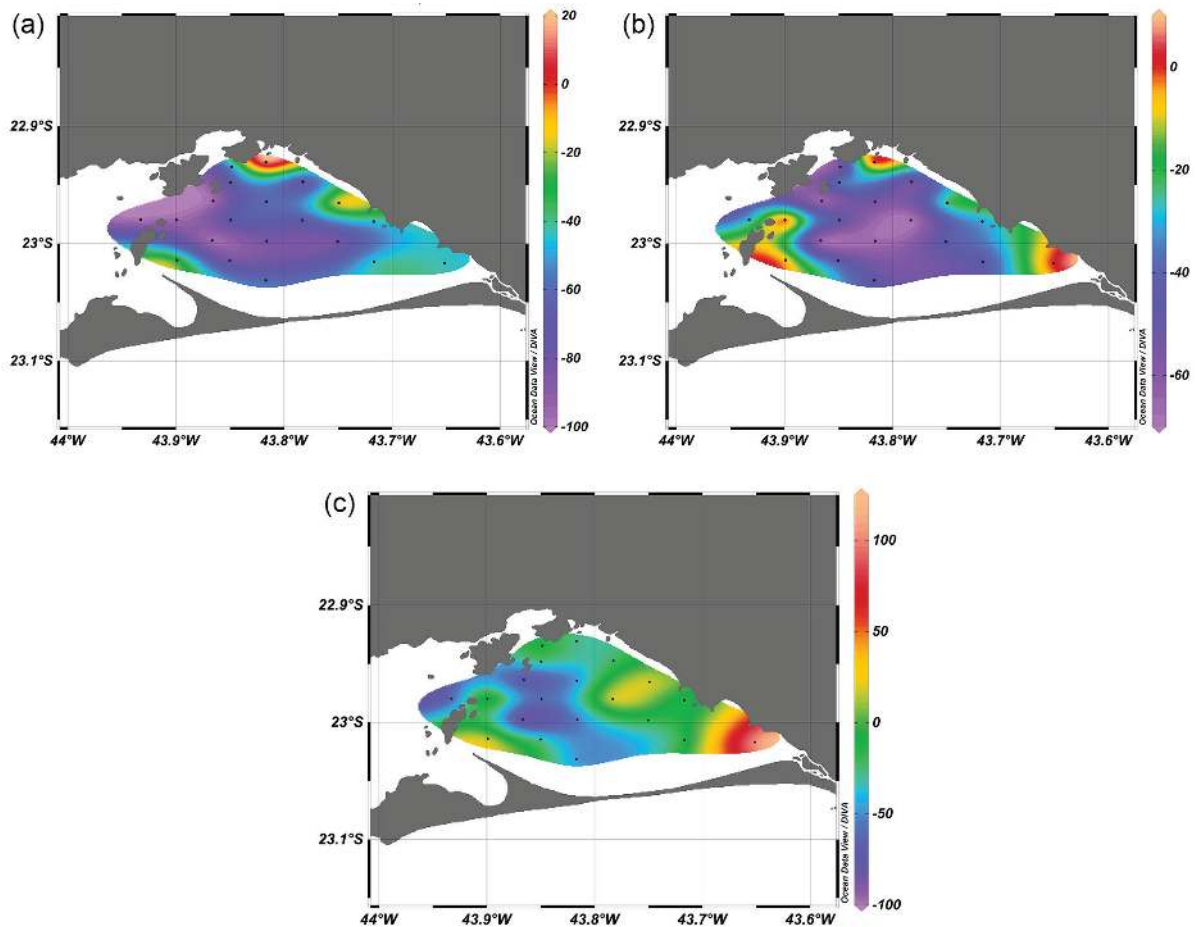 (a)
20
0
-20
-40
-60
-80
-100
22.9°S
23°S
23.1°S
44°W
43.9°W
43.8°W
43.7°W
43.6°W
Ocean Data View / DIVA
(b)
0
-20
-40
-60
22.9°S
23°S
23.1°S
44°W
43.9°W
43.8°W
43.7°W
43.6°W
Ocean Data View / DIVA
(c)
100
50
0
-50
-100
22.9°S
23°S
23.1°S
44°W
43.9°W
43.8°W
43.7°W
43.6°W
Ocean Data View / DIVA